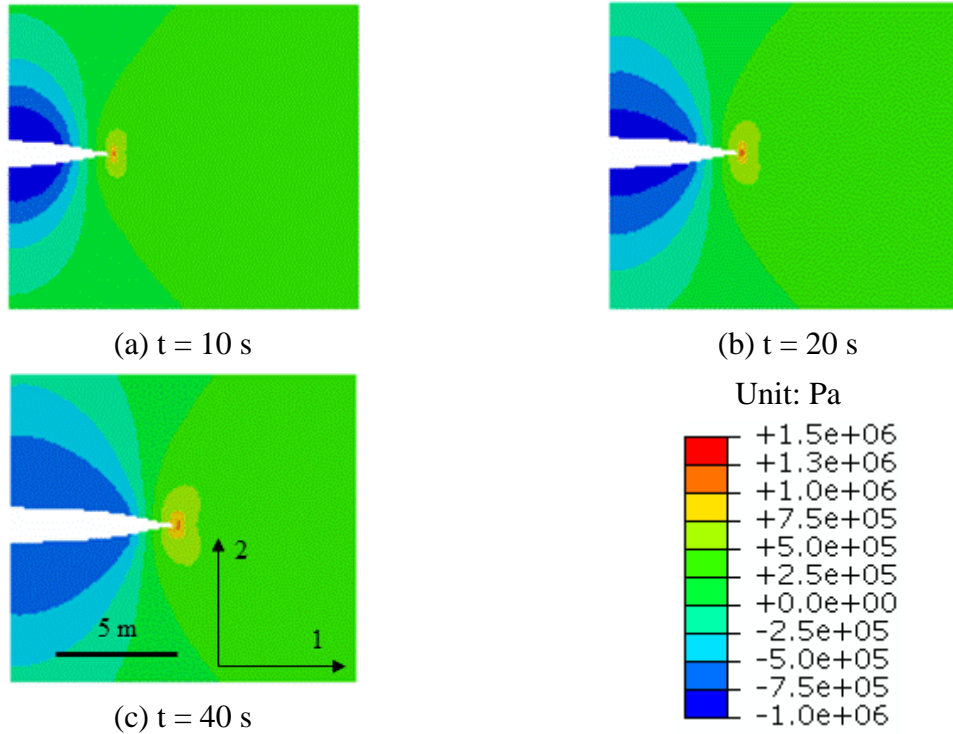 (a) t = 10 s
(b) t = 20 s
Unit: Pa
+1.5e+06
+1.3e+06
+1.0e+06
+7.5e+05
+5.0e+05
+2.5e+05
+0.0e+00
-2.5e+05
-5.0e+05
-7.5e+05
-1.0e+06
2
5 m
1
(c) t = 40 s